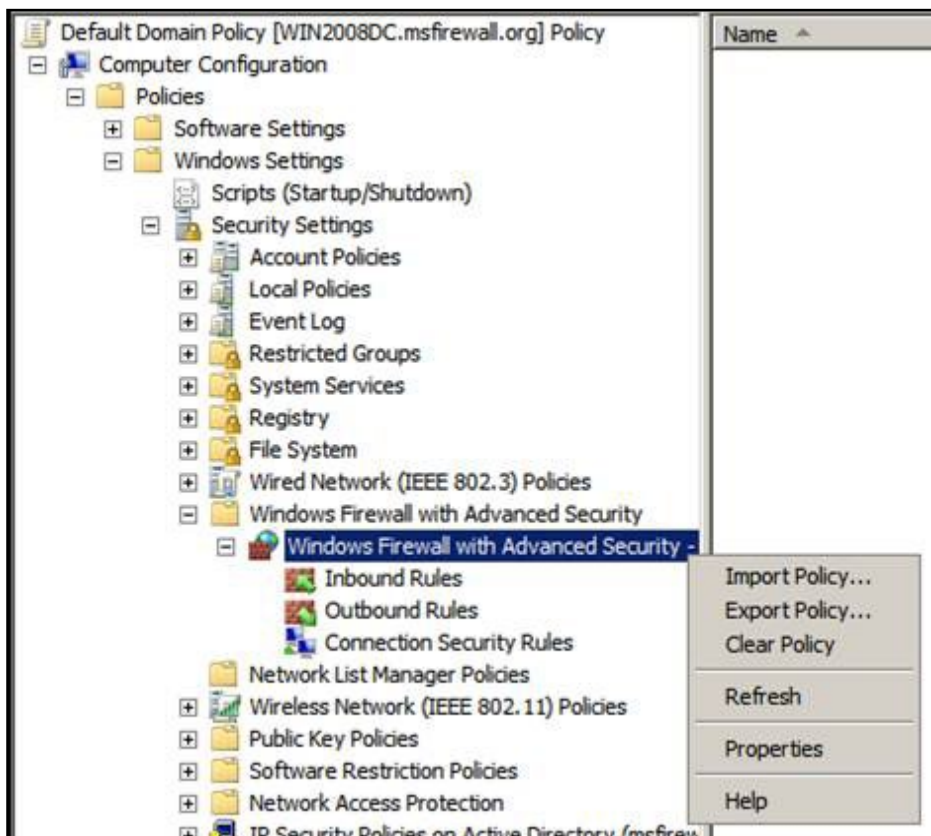 Default Domain Policy [WIN2008DC.msfirewall.org] Policy
Name
Computer Configuration
Policies
Software Settings
Windows Settings
Scripts (Startup/Shutdown)
Security Settings
Account Policies
Local Policies
Event Log
Restricted Groups
System Services
Registry
File System
Wired Network (IEEE 802.3) Policies
Windows Firewall with Advanced Security
Windows Firewall with Advanced Security -
Inbound Rules
Outbound Rules
Connection Security Rules
Network List Manager Policies
Wireless Network (IEEE 802.11) Policies
Public Key Policies
Software Restriction Policies
Network Access Protection
IP Security Policies on Active Directory (msfirew
Import Policy...
Export Policy...
Clear Policy
Refresh
Properties
Help